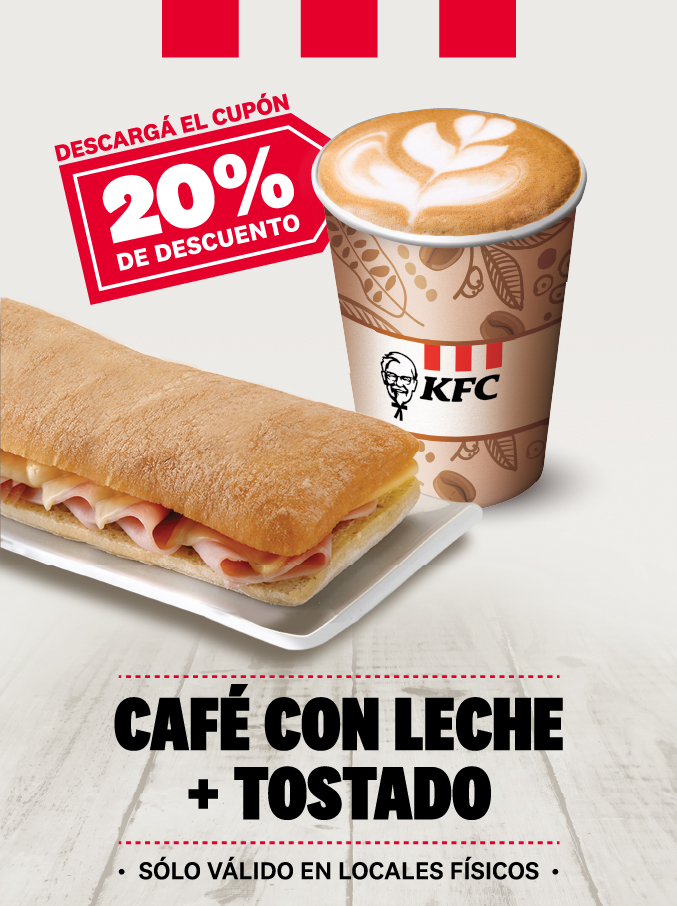 DESCARGÁ EL CUPÓN
20%
DE DESCUENTO
KFC
CAFÉ CON LECHE
+ TOSTADO
• SÓLO VÁLIDO EN LOCALES FÍSICOS •